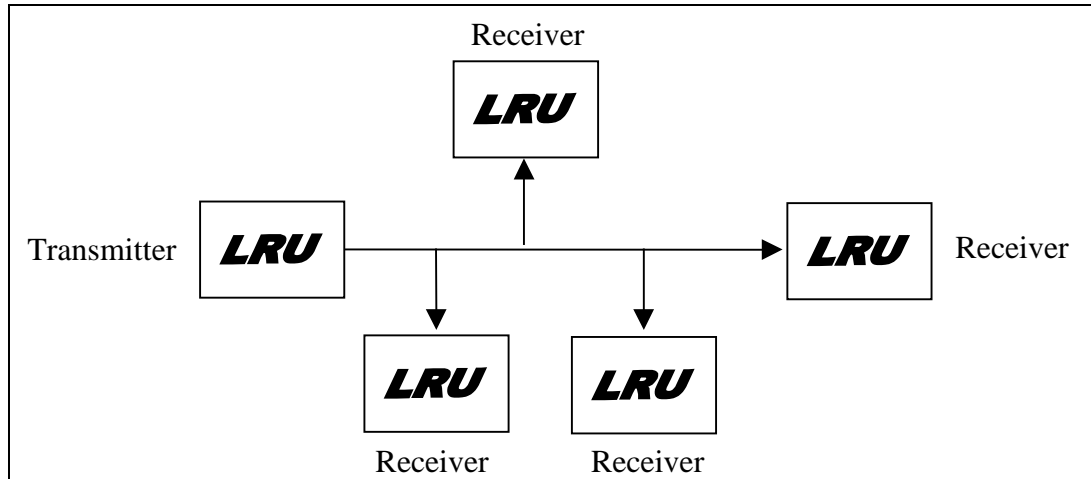 Receiver
LRU
Transmitter
LRU
LRU
Receiver
LRU
LRU
Receiver
Receiver